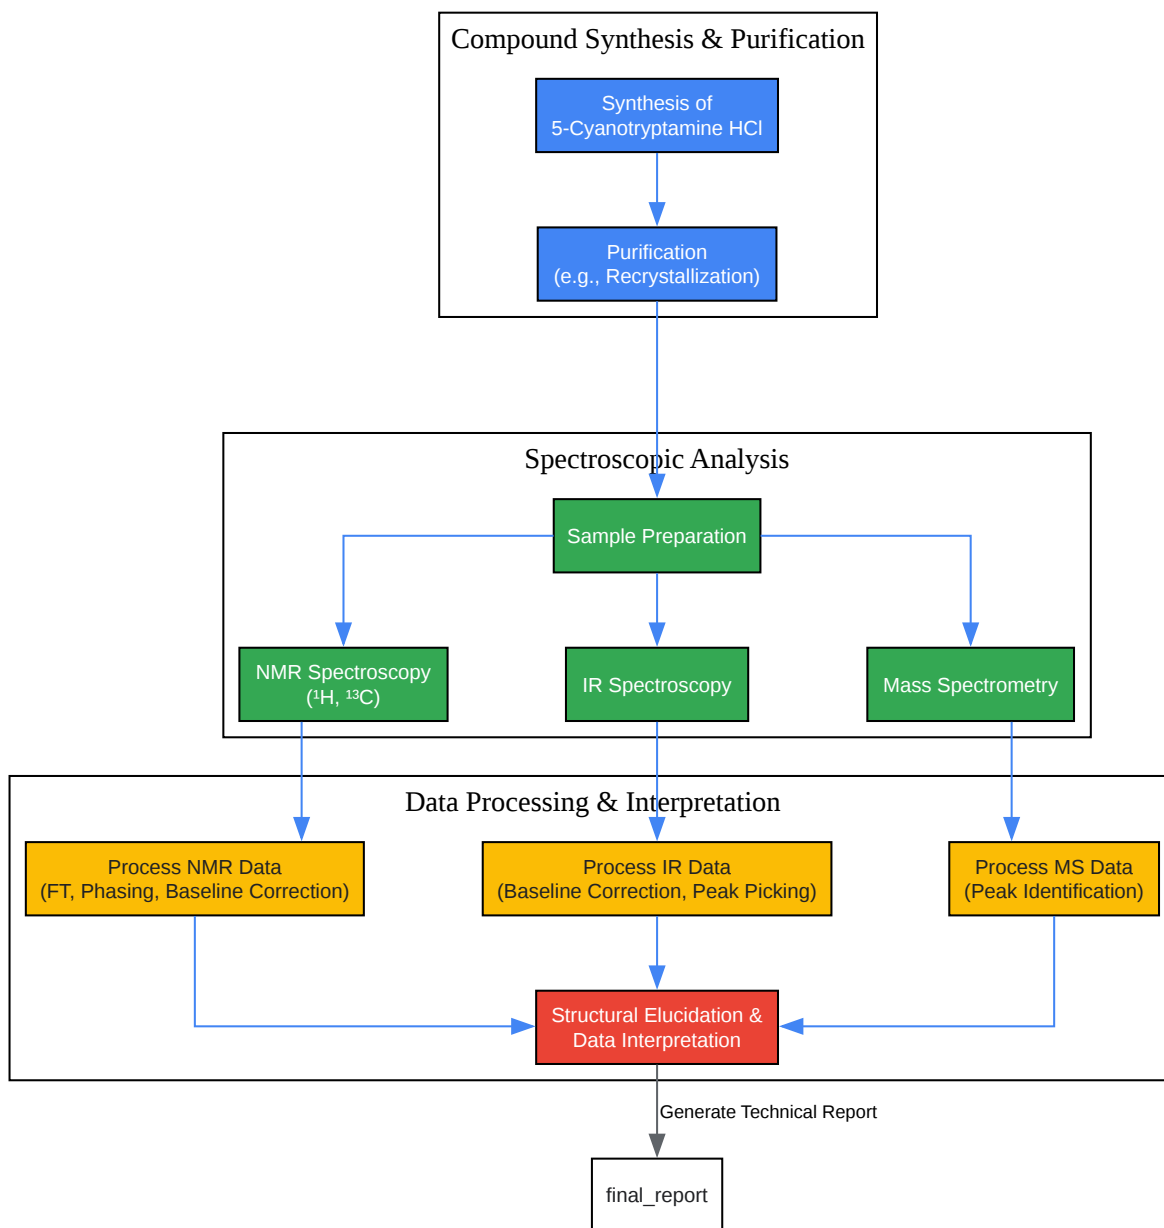 Compound Synthesis & Purification
Synthesis of
5-Cyanotryptamine HCl
Purification
(e.g., Recrystallization)
Spectroscopic Analysis
Sample Preparation
NMR Spectroscopy
(¹H, ¹³C)
IR Spectroscopy
Mass Spectrometry
Data Processing & Interpretation
Process NMR Data
(FT, Phasing, Baseline Correction)
Process IR Data
(Baseline Correction, Peak Picking)
Process MS Data
(Peak Identification)
Structural Elucidation &
Data Interpretation
Generate Technical Report
final_report